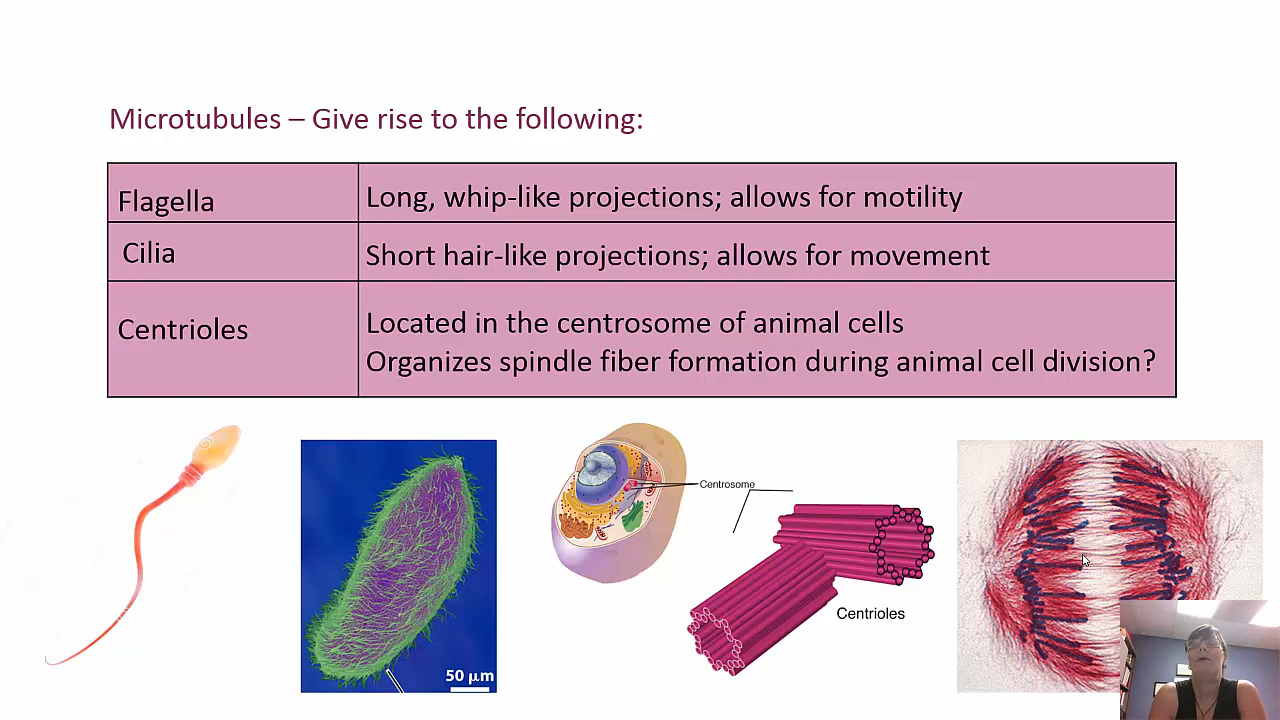 Microtubules – Give rise to the following:
Flagella
Long, whip-like projections; allows for motility
Cilia
Short hair-like projections; allows for movement
Centrioles
Located in the centrosome of animal cells
Organizes spindle fiber formation during animal cell division?
Centrosome
Centrioles
50 µm